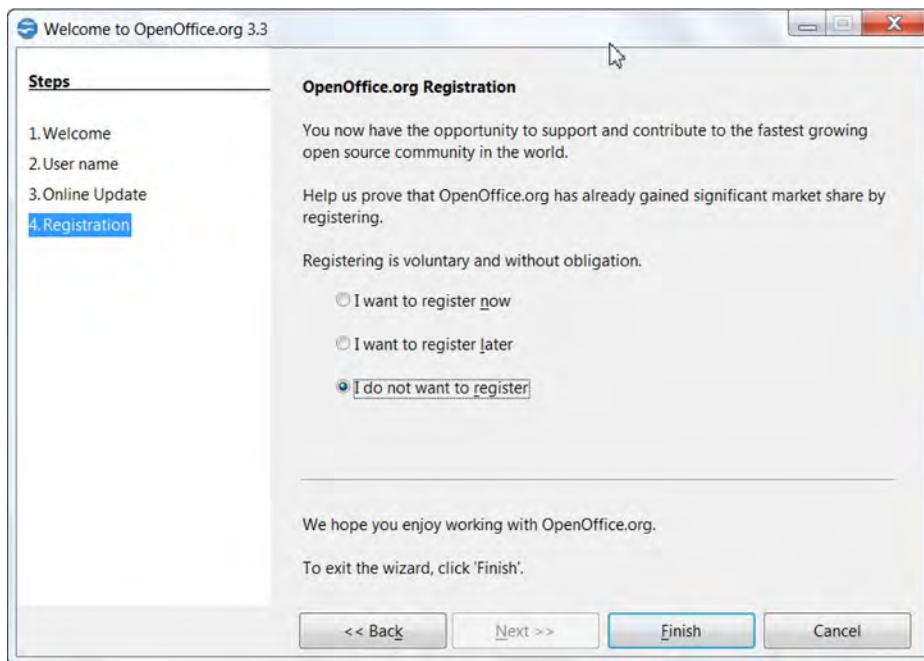 Welcome to OpenOffice.org 3.3
Steps
1. Welcome
2. User name
3. Online Update
4. Registration
OpenOffice.org Registration
You now have the opportunity to support and contribute to the fastest growing
open source community in the world.
Help us prove that OpenOffice.org has already gained significant market share by
registering.
Registering is voluntary and without obligation.
I want to register now
I want to register later
I do not want to register
We hope you enjoy working with OpenOffice.org.
To exit the wizard, click 'Finish'.
<< Back
Next >>
Finish
Cancel